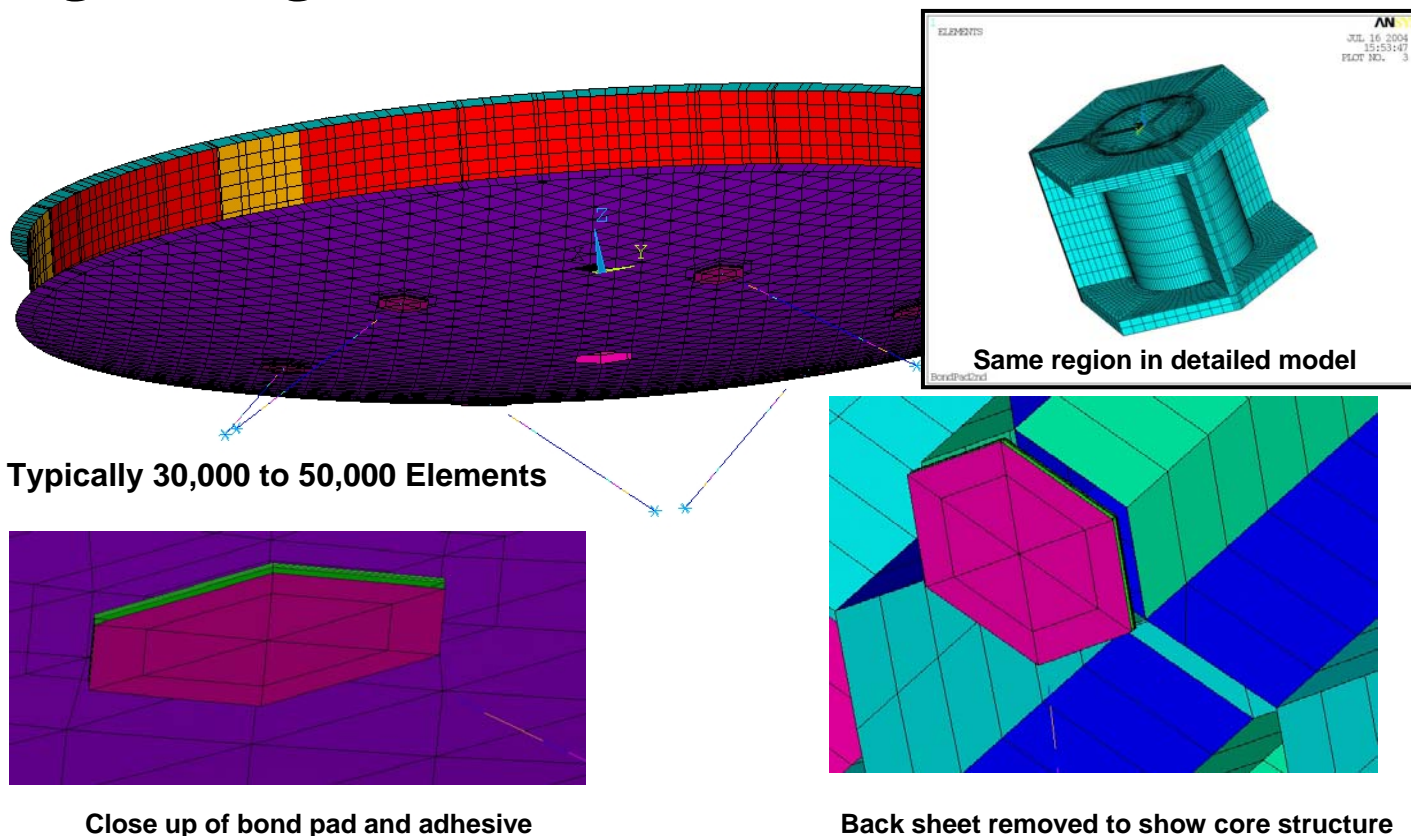 ELEMENTS
ANSY
JUL 16 2004
15:53:47
PLOT NO. 3
Z
X
Y
Same region in detailed model
BondPad2nd
Typically 30,000 to 50,000 Elements
Close up of bond pad and adhesive
Back sheet removed to show core structure